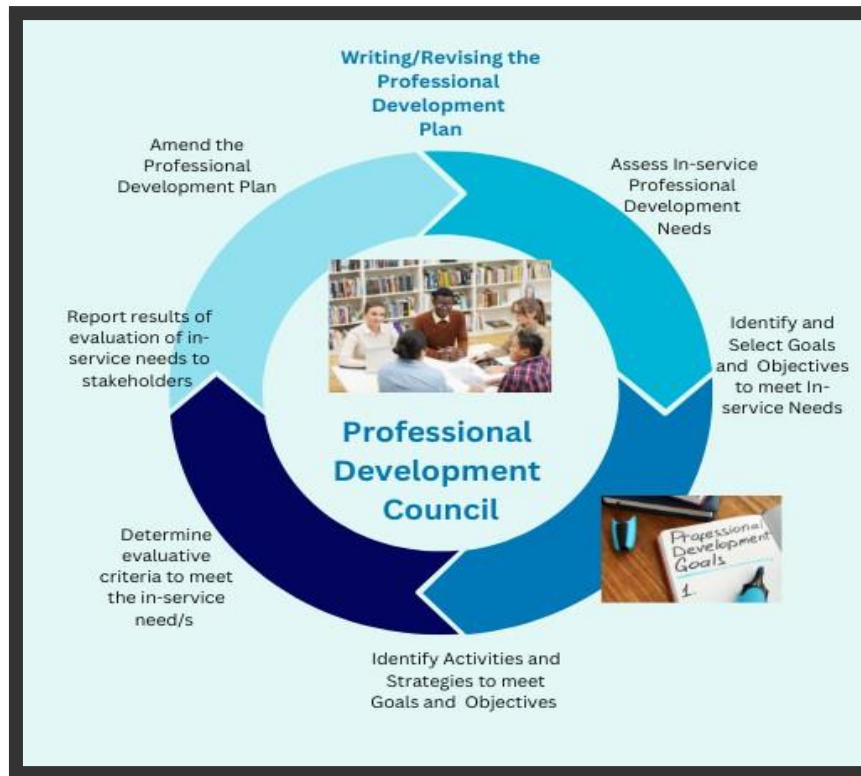 Writing/Revising the
Professional
Development
Plan
Assess In-service
Professional
Development
Needs
Identify and
Select Goals
and Objectives
to meet In-
service Needs
Professional
Development
Goals
1.
Identify Activities and
Strategies to meet
Goals and Objectives
Determine
evaluative
criteria to meet
the in-service
need/s
Report results of
evaluation of in-
service needs to
stakeholders
Amend the
Professional
Development Plan
Professional
Development
Council